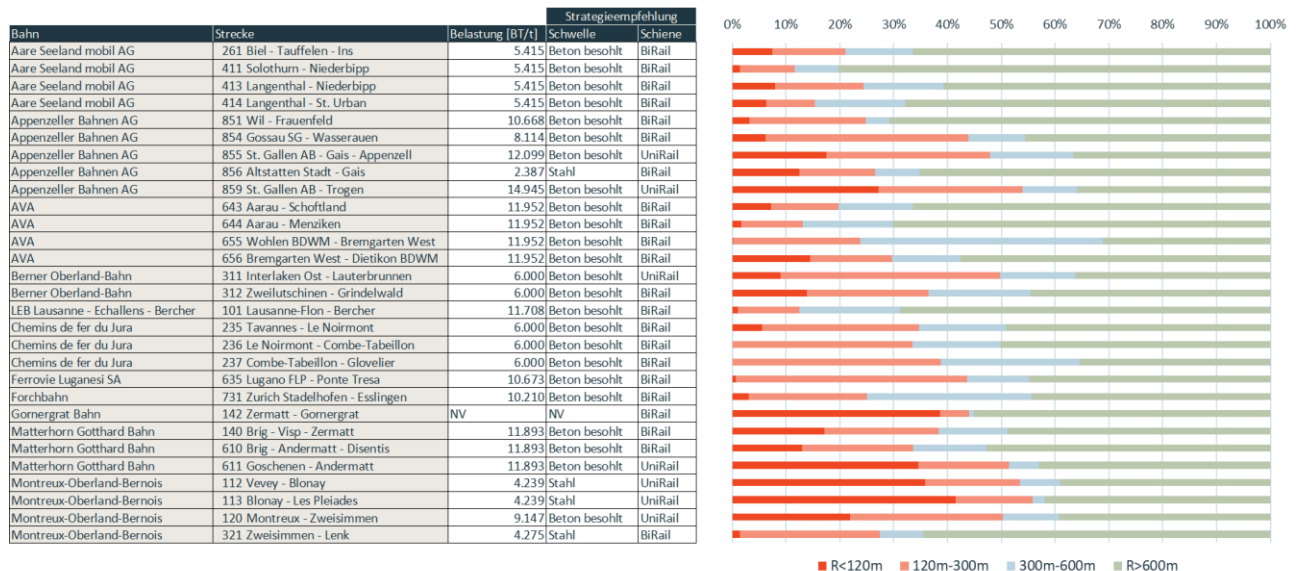 Strategieempfehlung
0% 10% 20% 30% 40% 50% 60% 70% 80% 90% 100%
Bahn Strecke Belastung [BT/t] Schwelle Schiene
Aare Seeland mobil AG 261 Biel - Tauffelen - Ins 5.415 Beton besohlt BiRail
Aare Seeland mobil AG 411 Solothurn - Niederbipp 5.415 Beton besohlt BiRail
Aare Seeland mobil AG 413 Langenthal - Niederbipp 5.415 Beton besohlt BiRail
Aare Seeland mobil AG 414 Langenthal - St. Urban 5.415 Beton besohlt BiRail
Appenzeller Bahnen AG 851 Wil - Frauenfeld 10.668 Beton besohlt BiRail
Appenzeller Bahnen AG 854 Gossau SG - Wasserauen 8.114 Beton besohlt BiRail
Appenzeller Bahnen AG 855 St. Gallen AB - Gais - Appenzell 12.099 Beton besohlt UniRail
Appenzeller Bahnen AG 856 Altstatten Stadt - Gais 2.387 Stahl BiRail
Appenzeller Bahnen AG 859 St. Gallen AB - Trogen 14.945 Beton besohlt UniRail
AVA 643 Aarau - Schoftland 11.952 Beton besohlt BiRail
AVA 644 Aarau - Menziken 11.952 Beton besohlt BiRail
AVA 655 Wohlen BDWM - Bremgarten West 11.952 Beton besohlt BiRail
AVA 656 Bremgarten West - Dietikon BDWM 11.952 Beton besohlt BiRail
Berner Oberland-Bahn 311 Interlaken Ost - Lauterbrunnen 6.000 Beton besohlt UniRail
Berner Oberland-Bahn 312 Zweilutschinen - Grindelwald 6.000 Beton besohlt BiRail
LEB Lausanne - Echallens - Bercher 101 Lausanne-Flon - Bercher 11.708 Beton besohlt BiRail
Chemins de fer du Jura 235 Tavannes - Le Noirmont 6.000 Beton besohlt BiRail
Chemins de fer du Jura 236 Le Noirmont - Combe-Tabeillon 6.000 Beton besohlt BiRail
Chemins de fer du Jura 237 Combe-Tabeillon - Glovelier 6.000 Beton besohlt BiRail
Ferrovie Luganesi SA 635 Lugano FLP - Ponte Tresa 10.673 Beton besohlt BiRail
Forchbahn 731 Zurich Stadelhofen - Esslingen 10.210 Beton besohlt BiRail
Gornergrat Bahn 142 Zermatt - Gornergrat NV NV BiRail
Matterhorn Gotthard Bahn 140 Brig - Visp - Zermatt 11.893 Beton besohlt BiRail
Matterhorn Gotthard Bahn 610 Brig - Andermatt - Disentis 11.893 Beton besohlt BiRail
Matterhorn Gotthard Bahn 611 Goschenen - Andermatt 11.893 Beton besohlt UniRail
Montreux-Oberland-Bernois 112 Vevey - Blonay 4.239 Stahl UniRail
Montreux-Oberland-Bernois 113 Blonay - Les Pleiades 4.239 Stahl UniRail
Montreux-Oberland-Bernois 120 Montreux - Zweisimmen 9.147 Beton besohlt UniRail
Montreux-Oberland-Bernois 321 Zweisimmen - Lenk 4.275 Stahl BiRail
R<120m 120m-300m 300m-600m R>600m